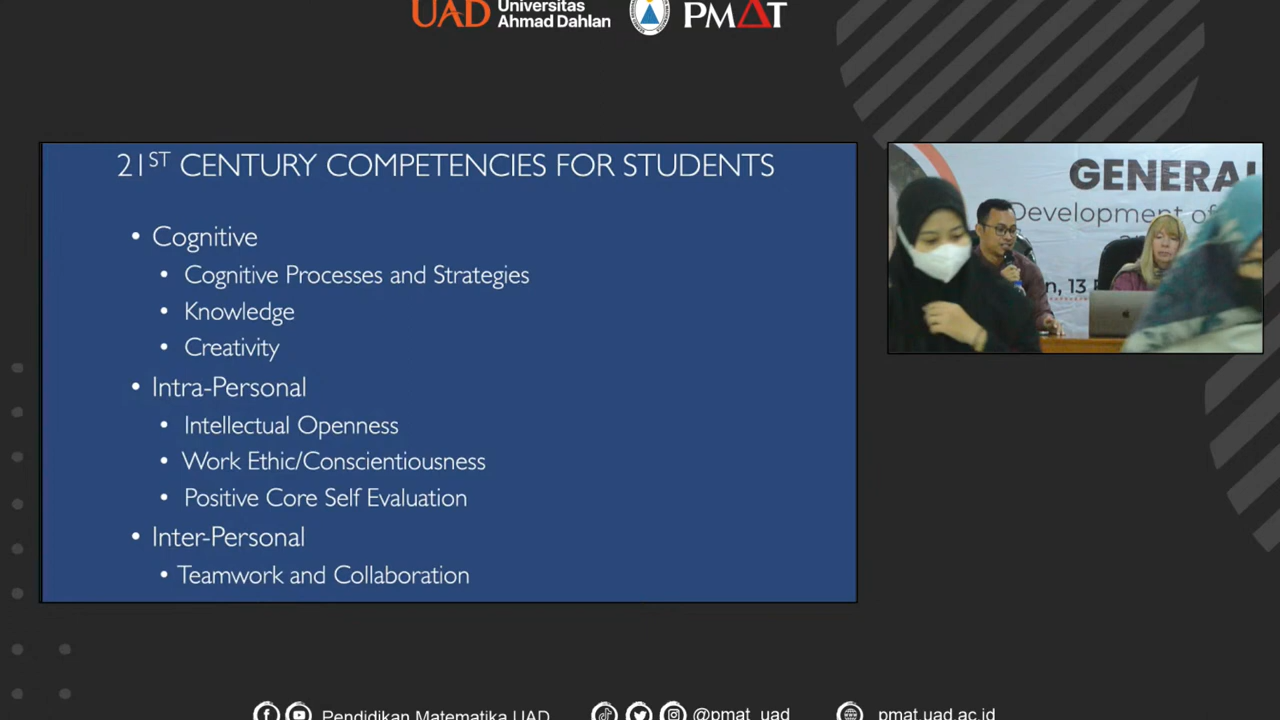 UAD Universitas
Ahmad Dahlan
PMAT
21ST CENTURY COMPETENCIES FOR STUDENTS
• Cognitive
• Cognitive Processes and Strategies
• Knowledge
• Creativity
• Intra-Personal
• Intellectual Openness
• Work Ethic/Conscientiousness
• Positive Core Self Evaluation
• Inter-Personal
• Teamwork and Collaboration
GENERAL
Development of
13
Pendidikan Matematika UAD
@pmat_uad
pmat.uad.ac.id